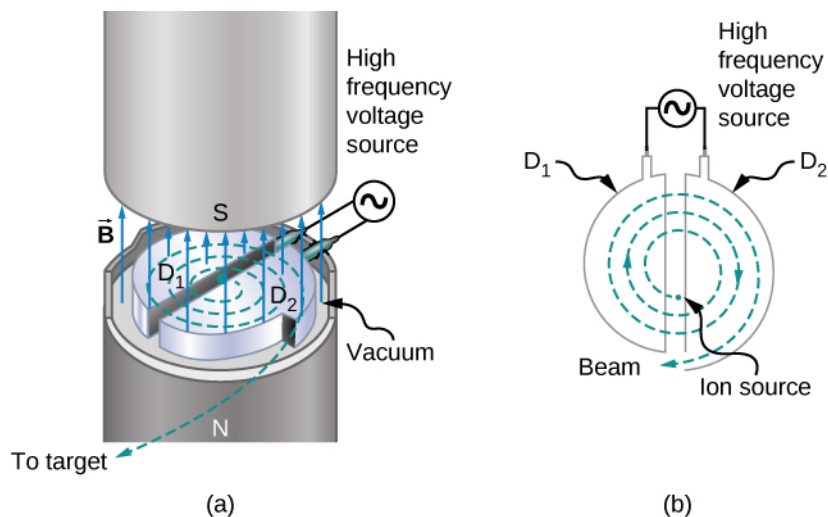 High
frequency
voltage
source
S
B
D1
D2
Vacuum
N
To target
(a)
High
frequency
voltage
source
D1
D2
Beam
Ion source
(b)